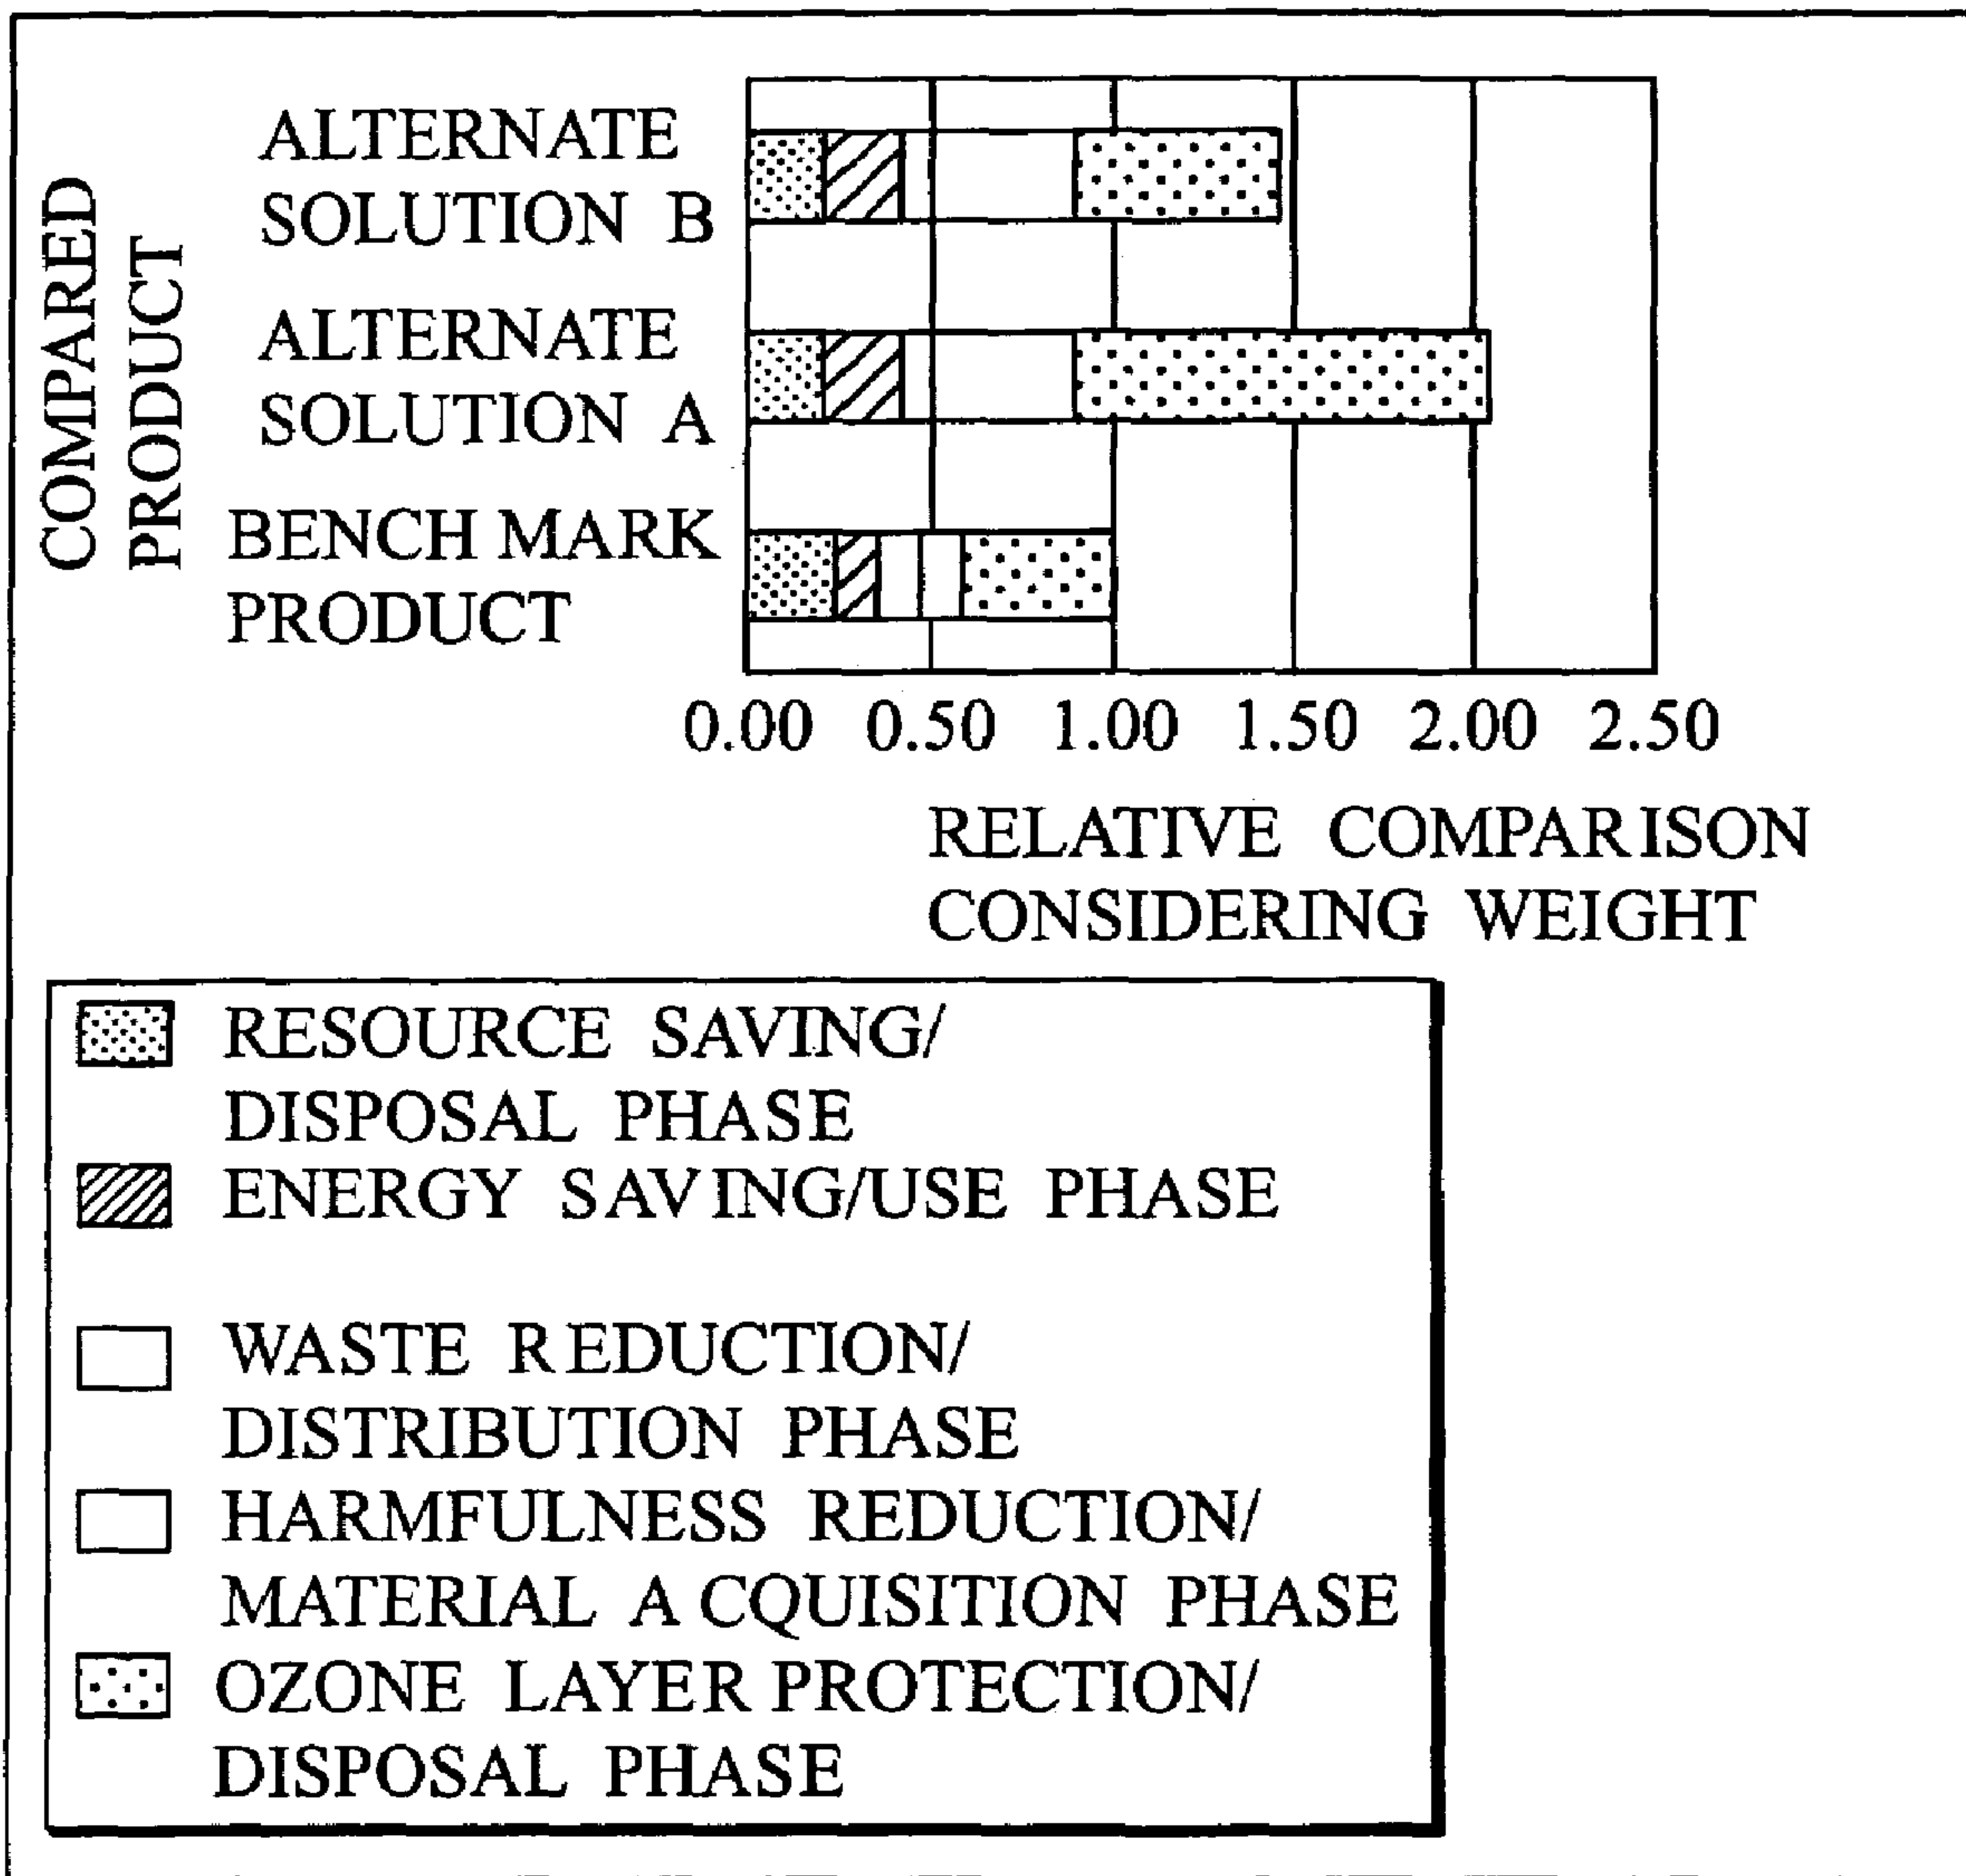 COMPARED
PRODUCT
ALTERNATE
SOLUTION B
ALTERNATE
SOLUTION A
BENCH MARK
PRODUCT
0.00 0.50 1.00 1.50 2.00 2.50
RELATIVE COMPARISON
CONSIDERING WEIGHT
RESOURCE SAVING/
DISPOSAL PHASE
ENERGY SAVING/USE PHASE
WASTE REDUCTION/
DISTRIBUTION PHASE
HARMFULNESS REDUCTION/
MATERIAL ACQUISITION PHASE
OZONE LAYER PROTECTION/
DISPOSAL PHASE